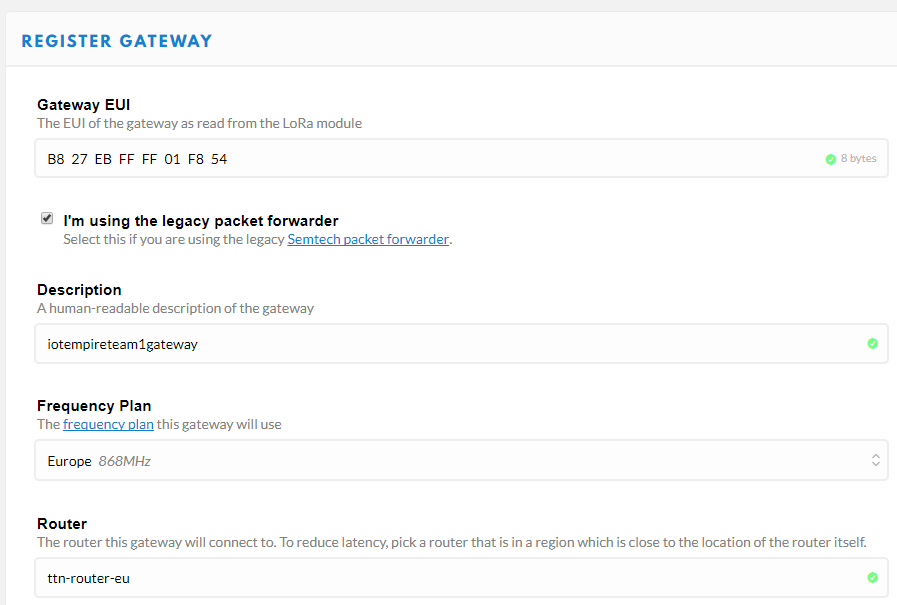 REGISTER GATEWAY
Gateway EUI
The EUI of the gateway as read from the LoRa module
B8 27 EB FF FF 01 F8 54 8 bytes
I'm using the legacy packet forwarder
Select this if you are using the legacy Semtech packet forwarder.
Description
A human-readable description of the gateway
iotempireteam1gateway
Frequency Plan
The frequency plan this gateway will use
Europe 868MHz
Router
The router this gateway will connect to. To reduce latency, pick a router that is in a region which is close to the location of the router itself.
ttn-router-eu